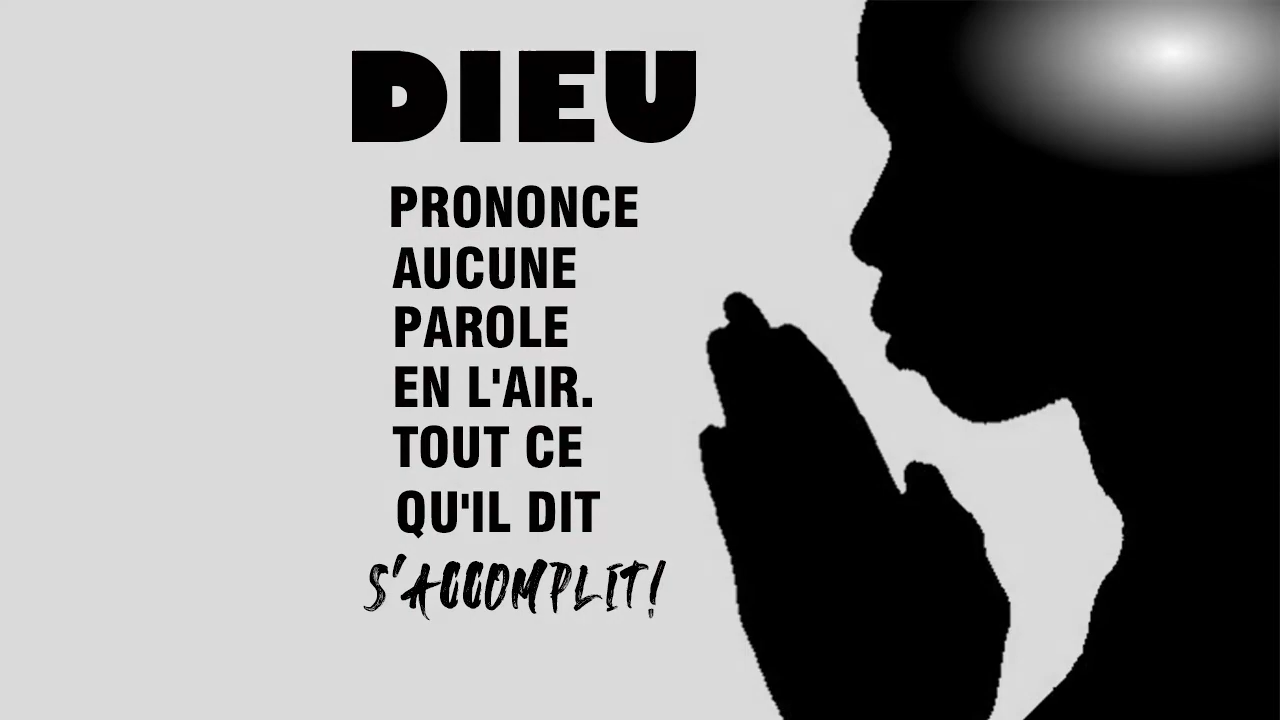 DIEU
PRONONCE
AUCUNE
PAROLE
EN L'AIR.
TOUT CE
QU'IL DIT
S'ACCOMPLIT!